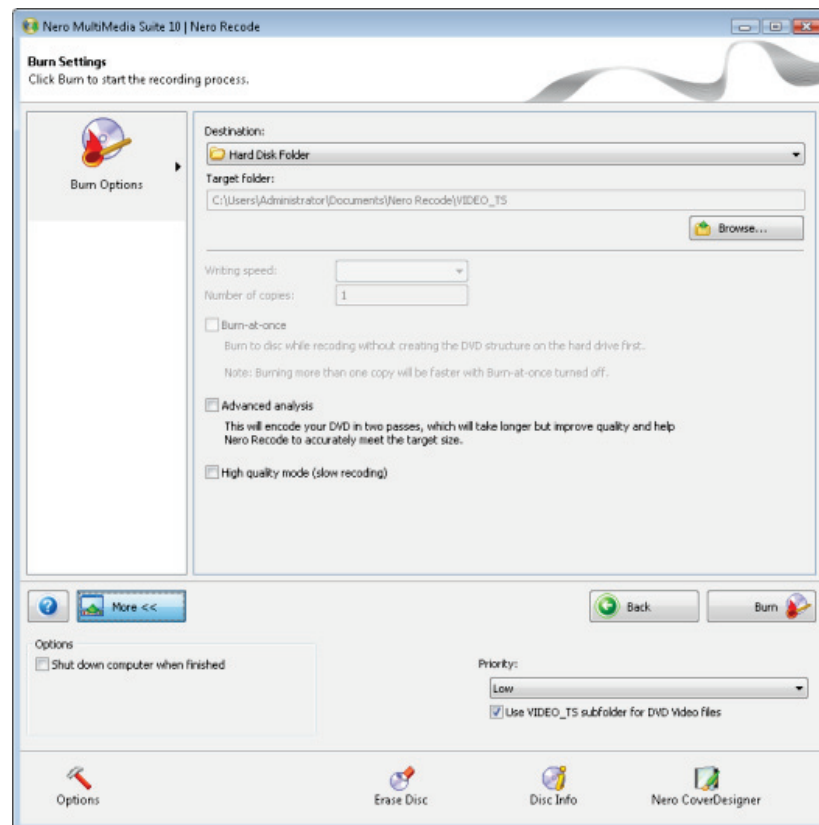 Nero MultiMedia Suite 10 | Nero Recode
Burn Settings
Click Burn to start the recording process.
Burn Options
Destination:
Hard Disk Folder
Target folder:
C:\Users\Administrator\Documents\Nero Recode\VIDEO_TS
Browse...
Writing speed:
Number of copies:
1
Burn-at-once
Burn to disc while recoding without creating the DVD structure on the hard drive first.
Note: Burning more than one copy will be faster with Burn-at-once turned off.
Advanced analysis
This will encode your DVD in two passes, which will take longer but improve quality and help
Nero Recode to accurately meet the target size.
High quality mode (slow recoding)
More <<
Back
Burn
Options
Shut down computer when finished
Priority:
Low
Use VIDEO_TS subfolder for DVD Video files
Options
Erase Disc
Disc Info
Nero CoverDesigner